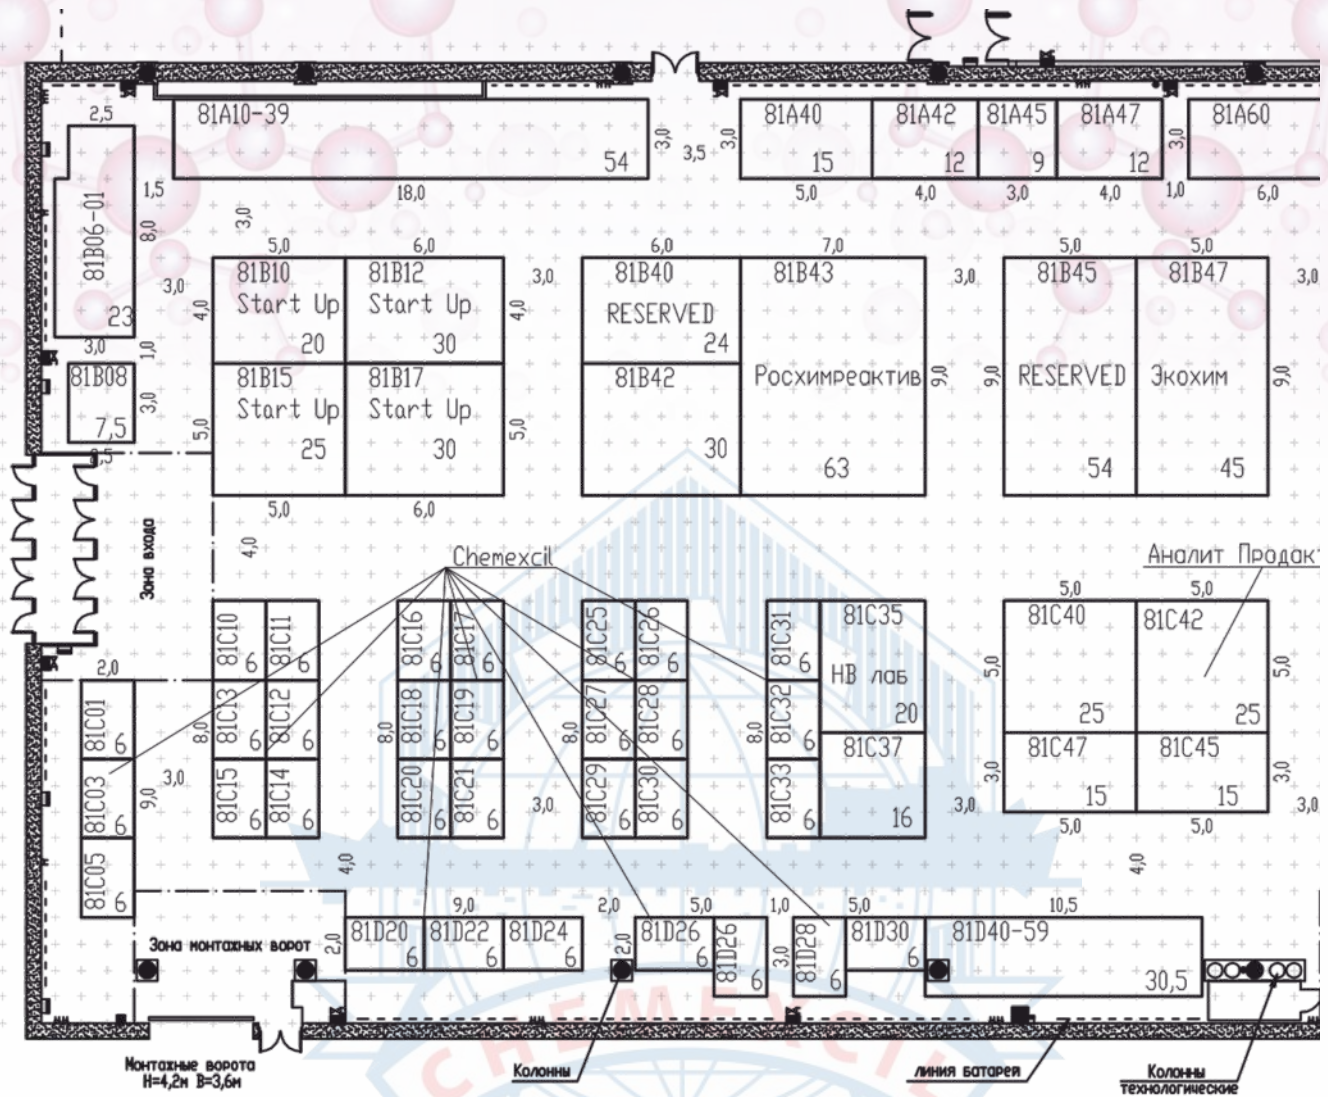 81A10-39
54
18,0
3,0
3,5
3,0
81A40
15
5,0
81A42
12
4,0
81A45
9
3,0
81A47
12
4,0
3,0
1,0
81A60
6,0
2,5
81B06-01
23
1,5
8,0
3,0
3,0
3,0
1,0
81B08
7,5
3,0
5,0
6,0
4,0
81B10
Start Up
20
81B12
Start Up
30
4,0
3,0
5,0
81B15
Start Up
25
81B17
Start Up
30
5,0
5,0
6,0
6,0
7,0
81B40
RESERVED
24
81B42
30
81B43
Росхимреактив
63
9,0
3,0
9,0
5,0
5,0
81B45
RESERVED
54
81B47
Экохим
45
9,0
3,0
Зона входа
4,0
Chemexcil
Аналит Продак
2,0
81C01
6
81C03
6
81C05
6
9,0
3,0
8,0
81C10
6
81C11
6
81C13
6
81C12
6
81C15
6
81C14
6
8,0
81C16
6
81C17
6
81C18
6
81C19
6
81C20
6
81C21
6
3,0
8,0
81C25
6
81C26
6
81C27
6
81C28
6
81C29
6
81C30
6
8,0
81C31
6
81C32
6
81C33
6
81C35
НВ лаб
20
81C37
16
3,0
5,0
5,0
5,0
81C40
25
81C42
25
5,0
3,0
81C47
15
81C45
15
3,0
3,0
5,0
5,0
4,0
4,0
Зона монтажных ворот
2,0
9,0
81D20
6
81D22
6
81D24
6
2,0
2,0
5,0
81D26
6
81D26
6
1,0
3,0
5,0
81D28
6
81D30
6
10,5
81D40-59
30,5
CHEMEXCIL
Монтажные ворота
Н=4,2м В=3,6м
Колонны
линия батарей
Колонны
технологические